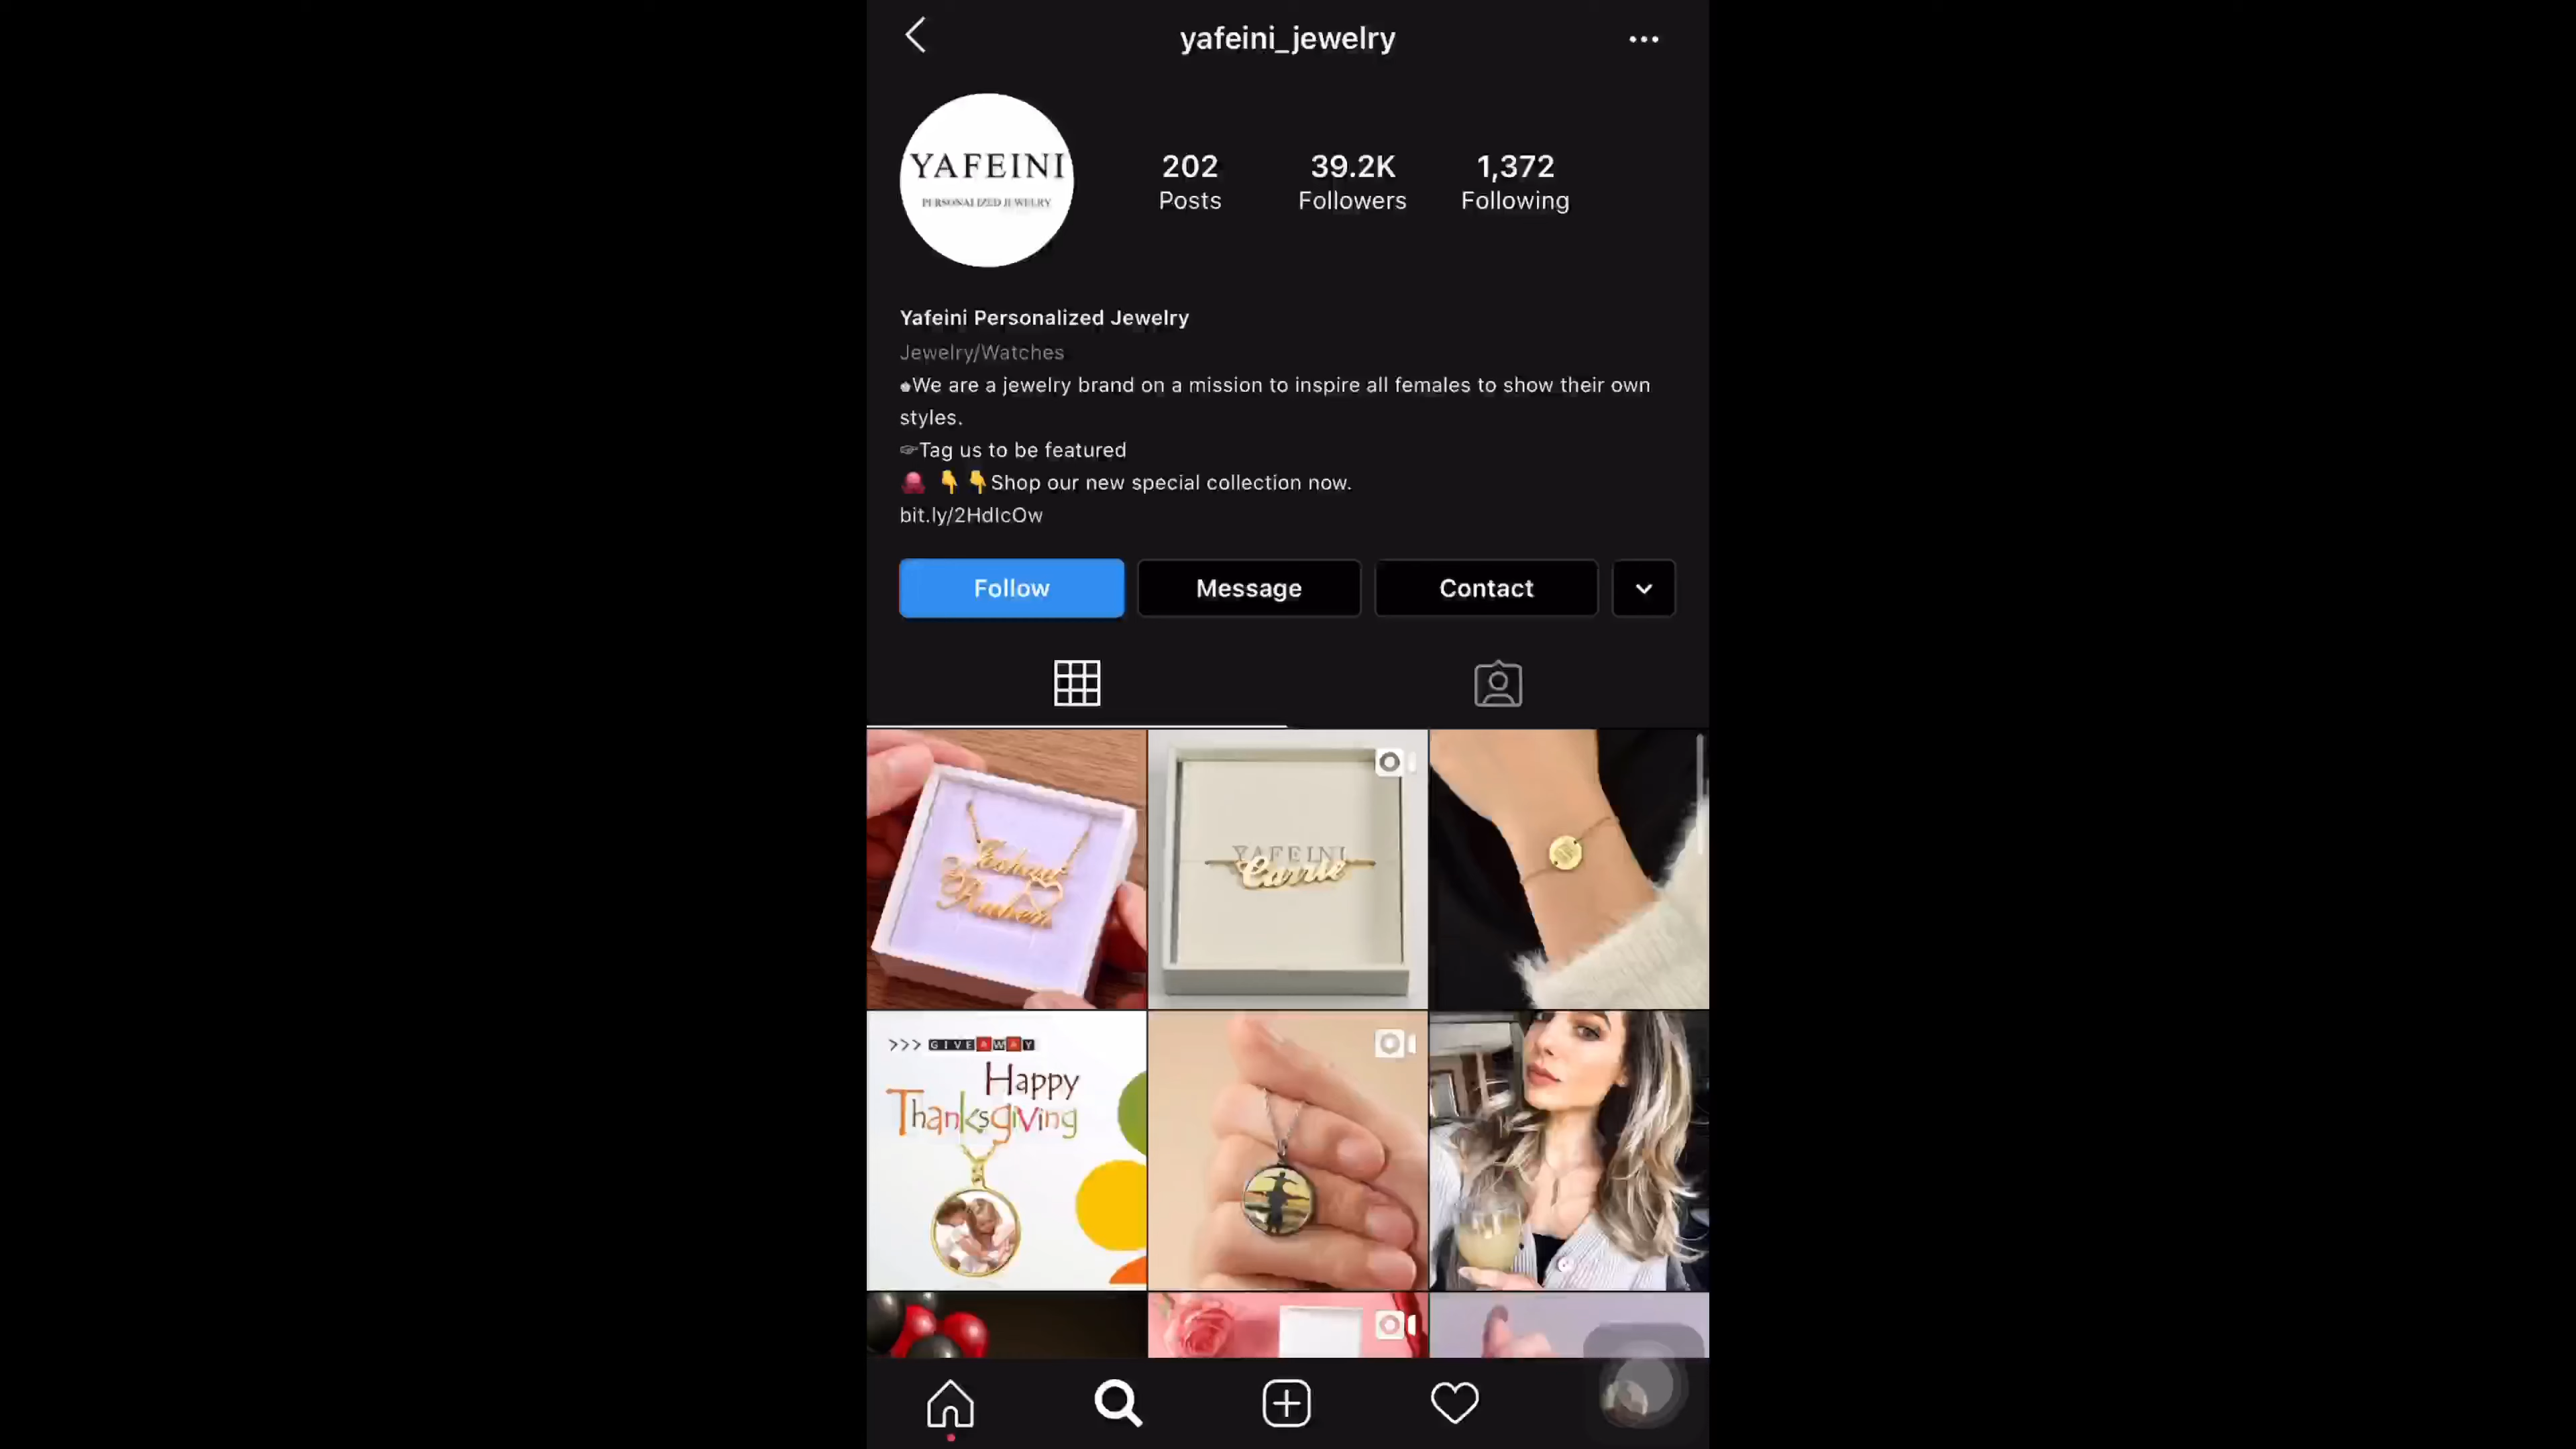 yafeini_jewelry
YAFEINI
PERSONALIZED JEWELRY
202
Posts
39.2K
Followers
1,372
Following
Yafeini Personalized Jewelry
Jewelry/Watches
We are a jewelry brand on a mission to inspire all females to show their own
styles.
Tag us to be featured
Shop our new special collection now.
bit.ly/2HdIcOw
Follow
Message
Contact
YAFEINI
Carrie
>>> GIVEAWAY
Happy
Thanksgiving